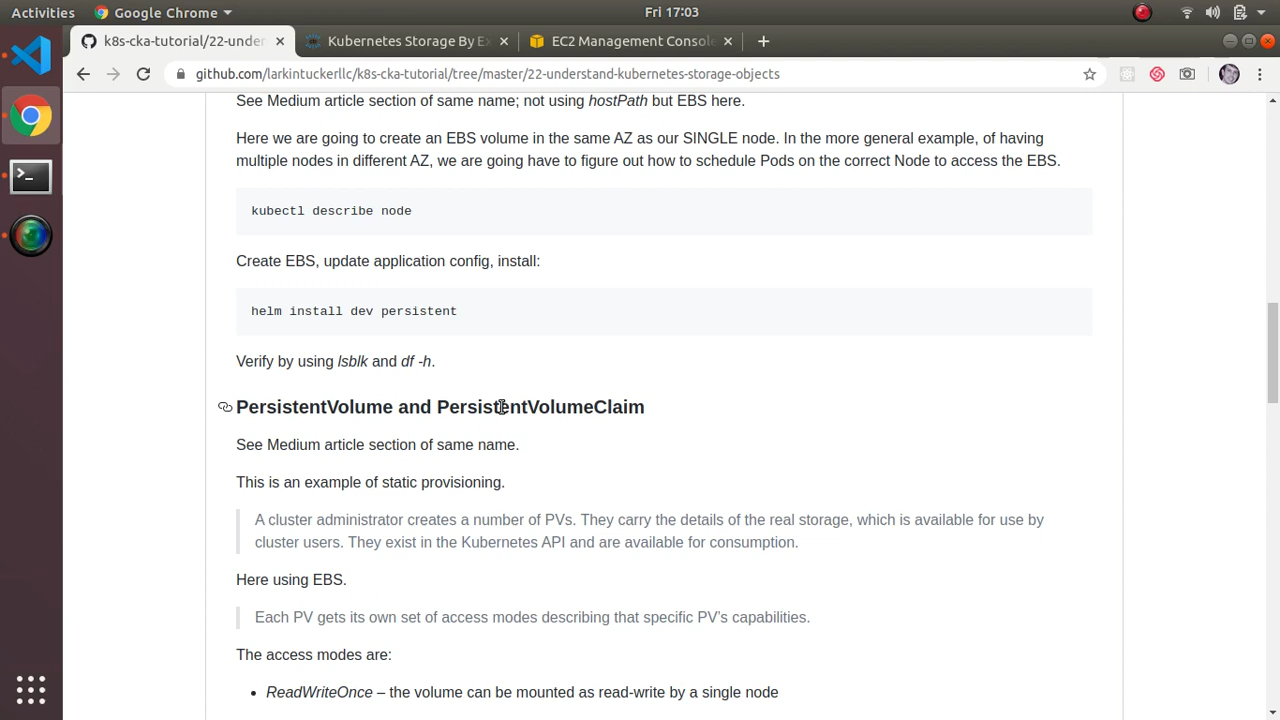 Activities
Google Chrome
Fri 17:03
k8s-cka-tutorial/22-under
Kubernetes Storage By Ex
EC2 Management Console
github.com/larkintuckerllc/k8s-cka-tutorial/tree/master/22-understand-kubernetes-storage-objects
See Medium article section of same name; not using hostPath but EBS here.
Here we are going to create an EBS volume in the same AZ as our SINGLE node. In the more general example, of having
multiple nodes in different AZ, we are going have to figure out how to schedule Pods on the correct Node to access the EBS.
kubectl describe node
Create EBS, update application config, install:
helm install dev persistent
Verify by using lsblk and df -h.
PersistentVolume and PersistentVolumeClaim
See Medium article section of same name.
This is an example of static provisioning.
A cluster administrator creates a number of PVs. They carry the details of the real storage, which is available for use by
cluster users. They exist in the Kubernetes API and are available for consumption.
Here using EBS.
Each PV gets its own set of access modes describing that specific PV's capabilities.
The access modes are:
• ReadWriteOnce – the volume can be mounted as read-write by a single node